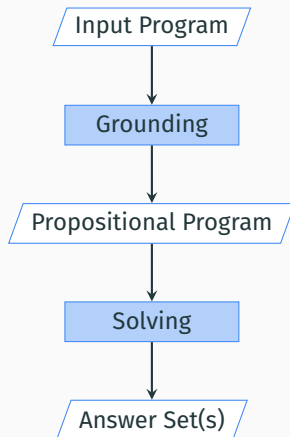 Input Program
Grounding
Propositional Program
Solving
Answer Set(s)